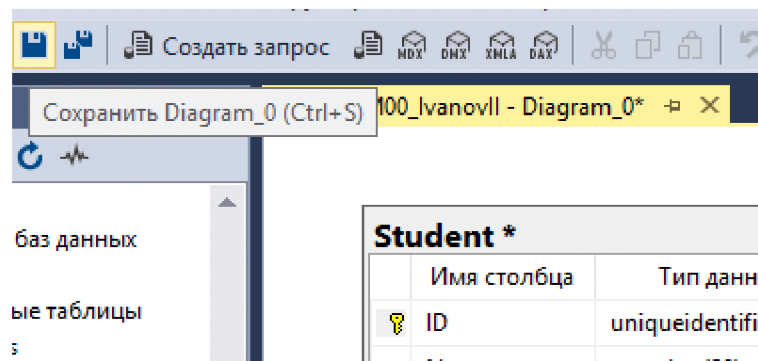 Создать запрос
MDX DMX XMLA DAX
Сохранить Diagram_0 (Ctrl+S)
00_IvanovII - Diagram_0*
баз данных
ые таблицы
s
Student *
Имя столбца
Тип данн
ID
uniqueidentifi